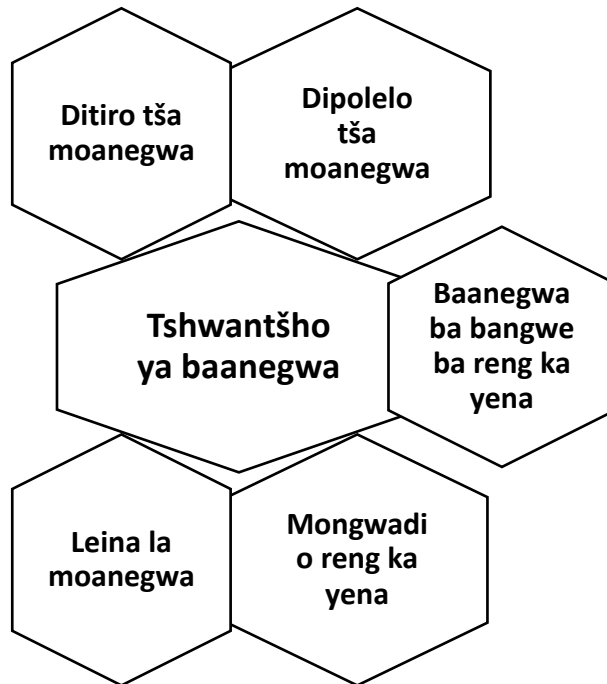 Ditiro tša
moanegwa
Dipolelo
tša
moanegwa
Tshwantšho
ya baanegwa
Baanegwa
ba bangwe
ba reng ka
yena
Leina la
moanegwa
Mongwadi
o reng ka
yena